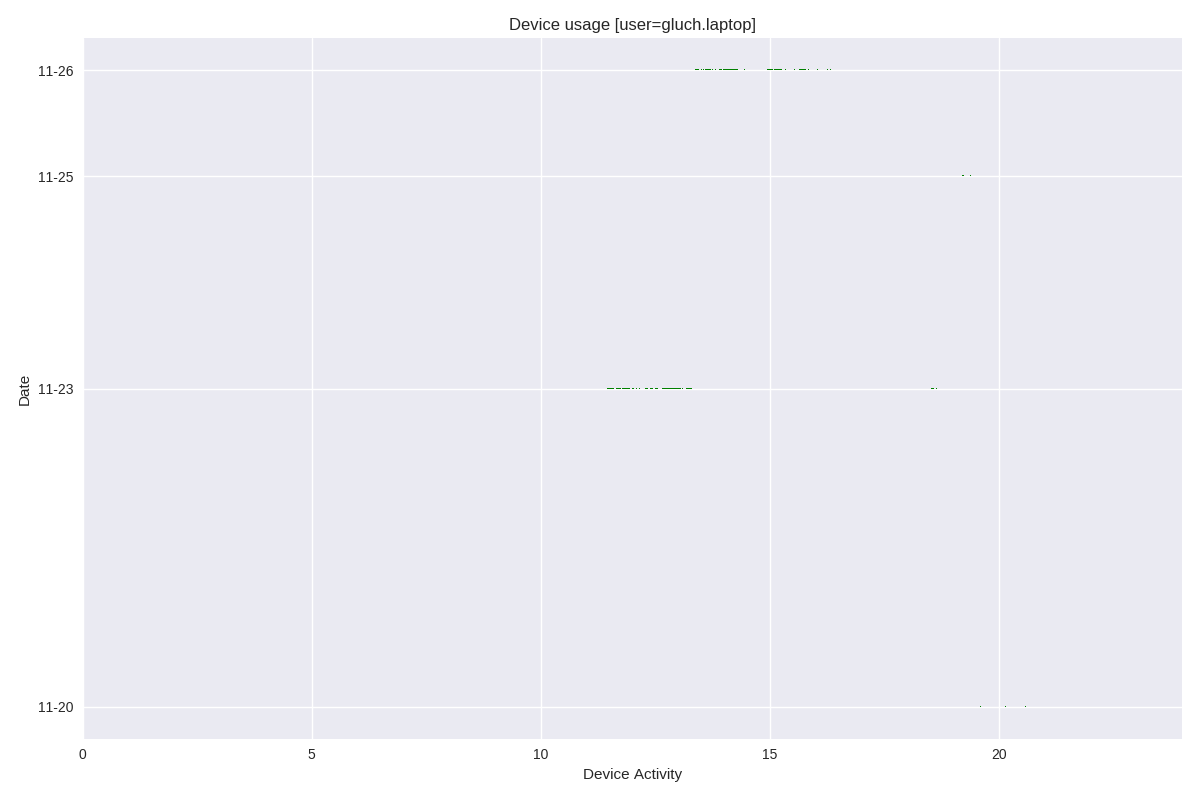 Device usage [user=gluch.laptop]
11-26
11-25
11-23
11-20
Date
0 5 10 15 20
Device Activity